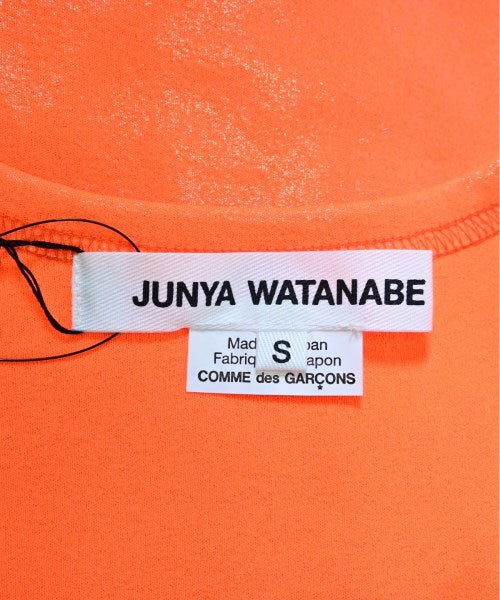 JUNYA WATANABE
S
Mad pan
Fabriq apon
COMME des GARÇONS